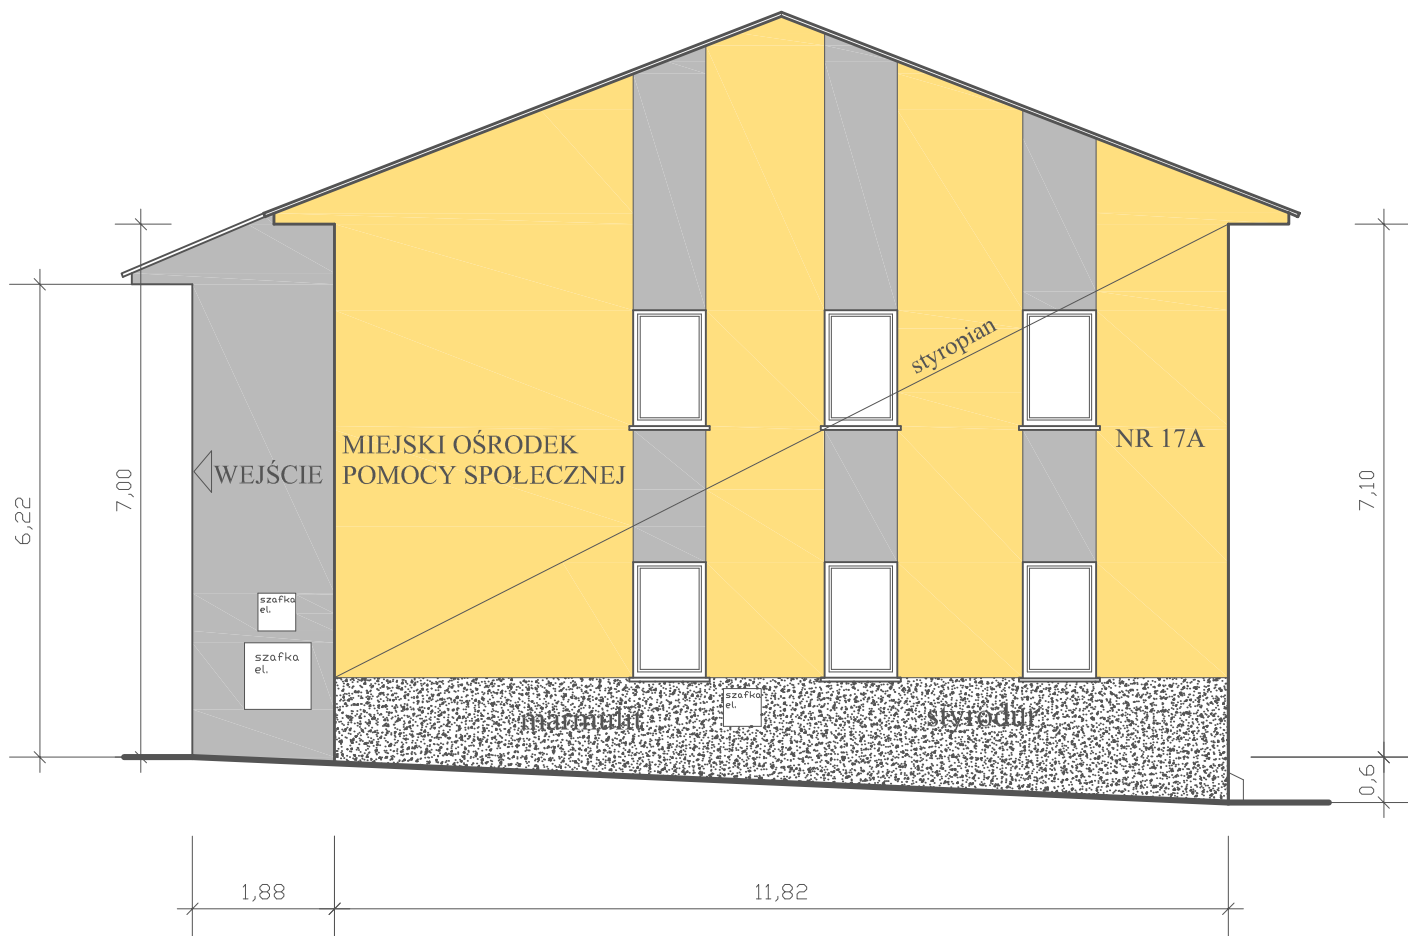 styropian
MIEJSKI OŚRODEK
POMOCY SPOŁECZNEJ
NR 17A
WEJŚCIE
6,22
7,00
7,10
szafka
el.
szafka
el.
szafka
el.
marmulit
styrodur
0,6
1,88
11,82